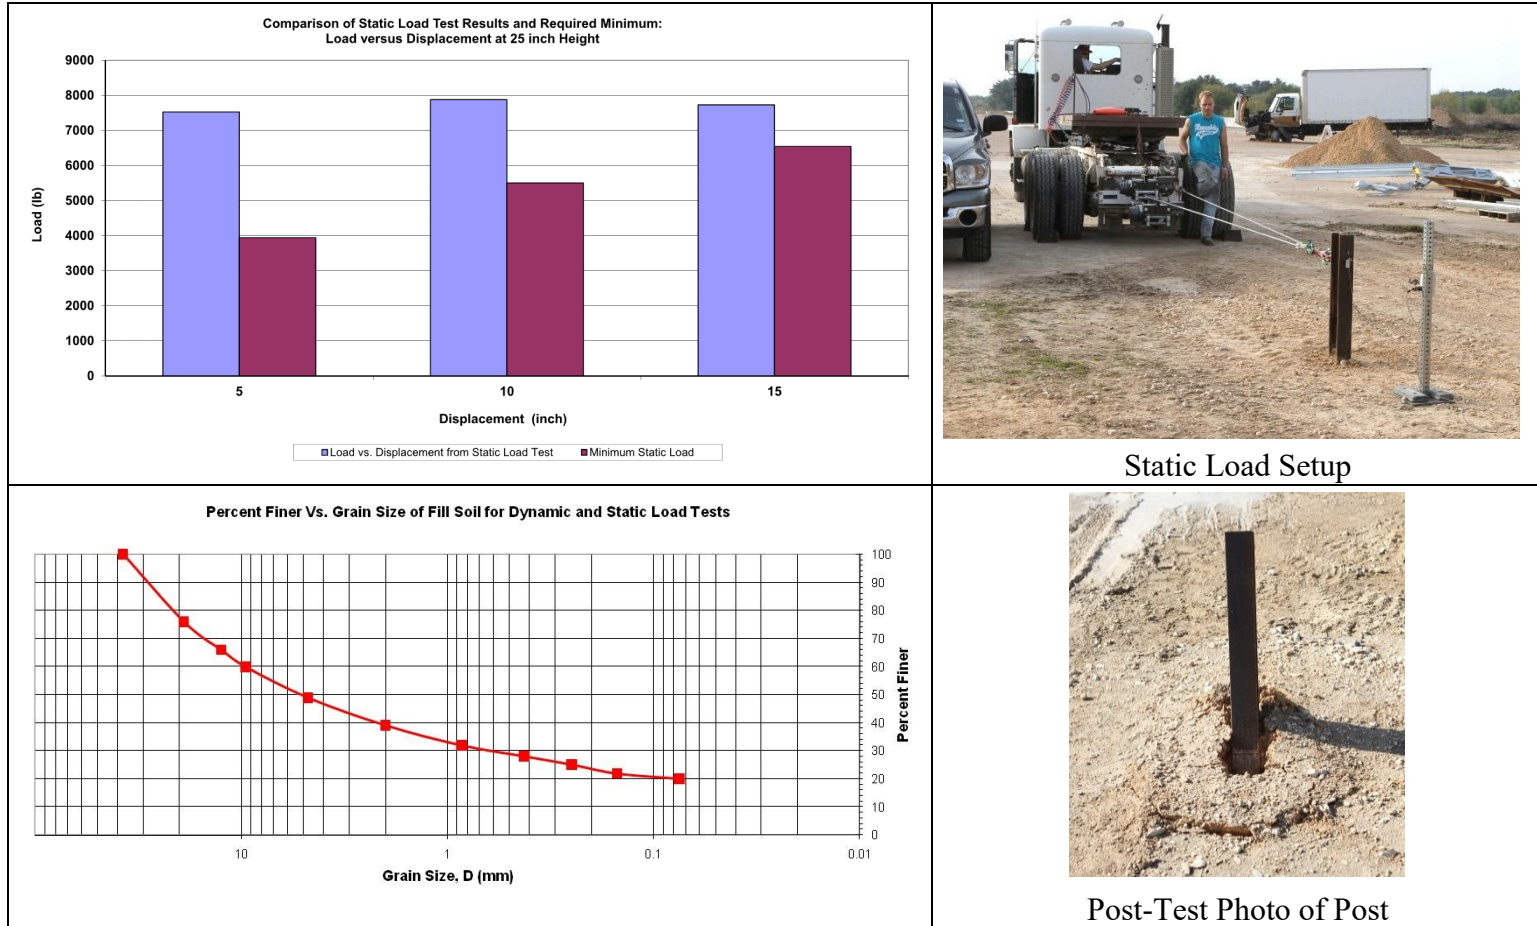 Comparison of Static Load Test Results and Required Minimum:
Load versus Displacement at 25 inch Height
9000
8000
7000
6000
5000
4000
3000
2000
1000
0
Load (lb)
5 10 15
Displacement (inch)
Load vs. Displacement from Static Load Test Minimum Static Load
Static Load Setup
Percent Finer Vs. Grain Size of Fill Soil for Dynamic and Static Load Tests
100
90
80
70
60
50
40
30
20
10
0
Percent Finer
10 1 0.1 0.01
Grain Size, D (mm)
Post-Test Photo of Post